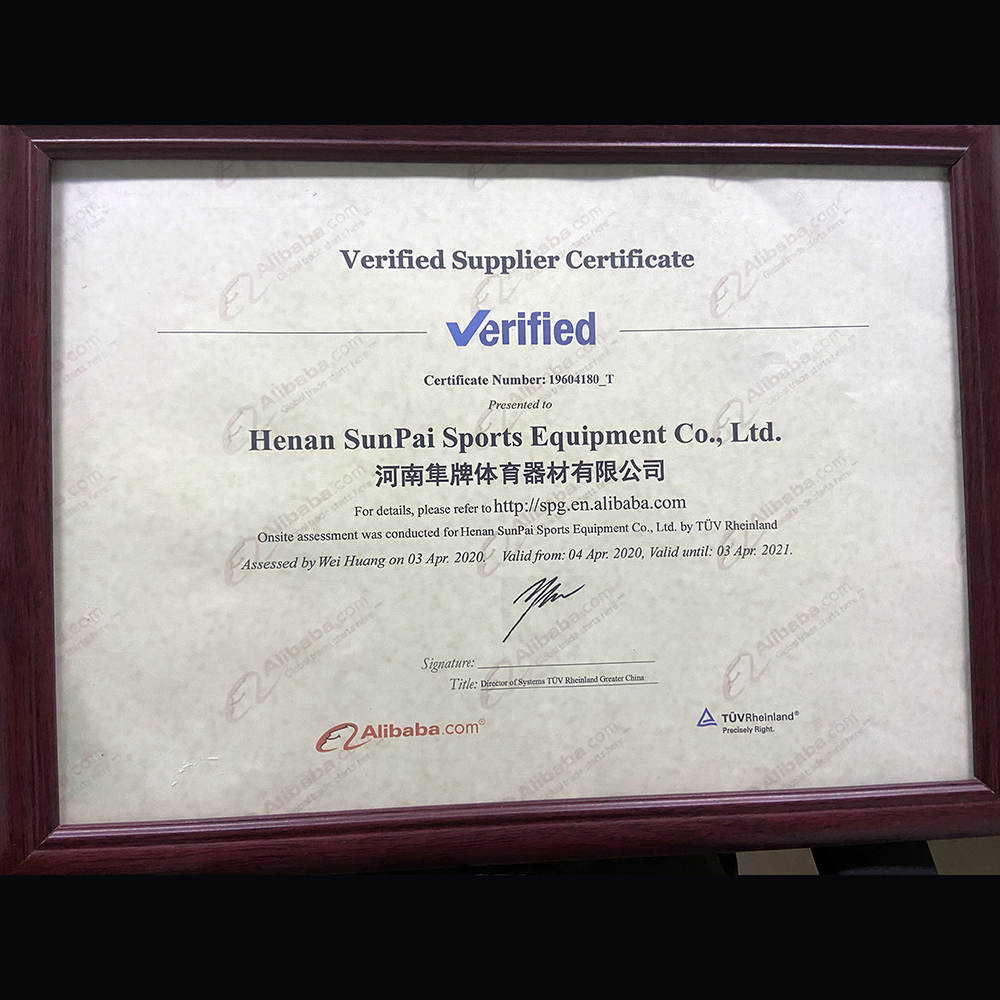 Verified Supplier Certificate
Verified
Certificate Number: 19604180_T
Presented to
Henan SunPai Sports Equipment Co., Ltd.
河南隼牌体育器材有限公司
For details, please refer to http://spg.en.alibaba.com
Onsite assessment was conducted for Henan SunPai Sports Equipment Co., Ltd. by TÜV Rheinland
Assessed by Wei Huang on 03 Apr. 2020. Valid from: 04 Apr. 2020, Valid until: 03 Apr. 2021.
Signature:
Title: Director of Systems TÜV Rheinland Greater China
Alibaba.com®
TÜVRheinland®
Precisely Right.